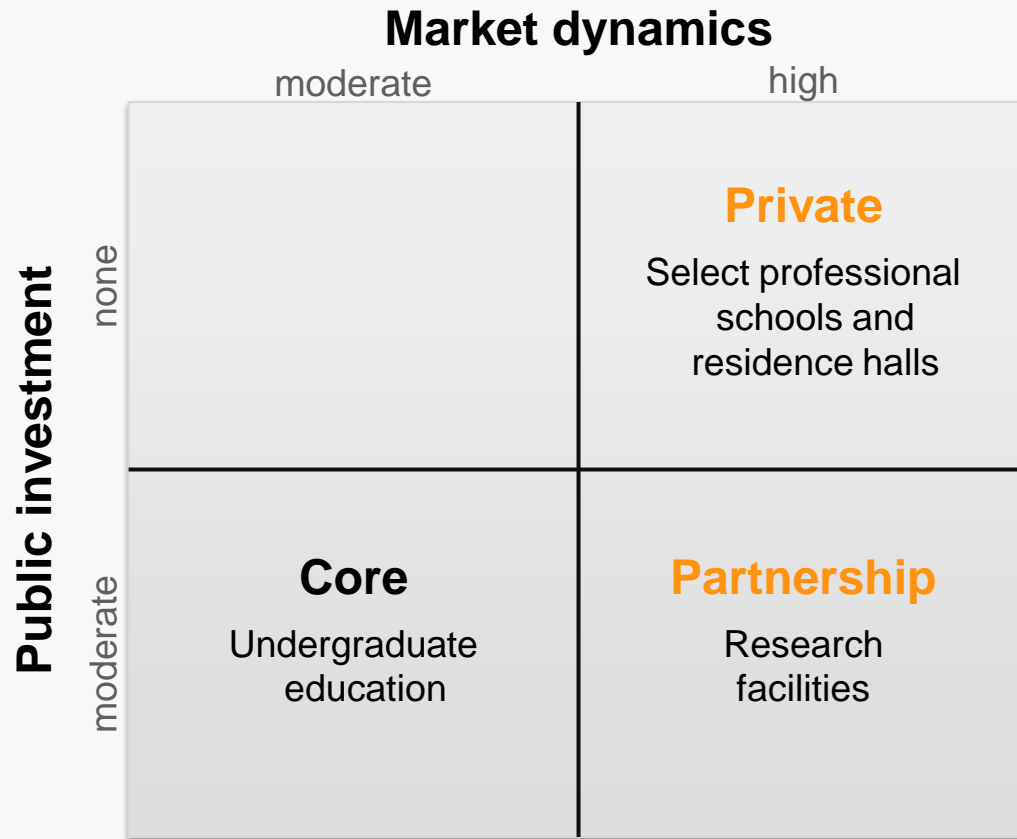 Market dynamics
moderate
high
Public investment
none
Private
Select professional
schools and
residence halls
moderate
Core
Undergraduate
education
Partnership
Research
facilities